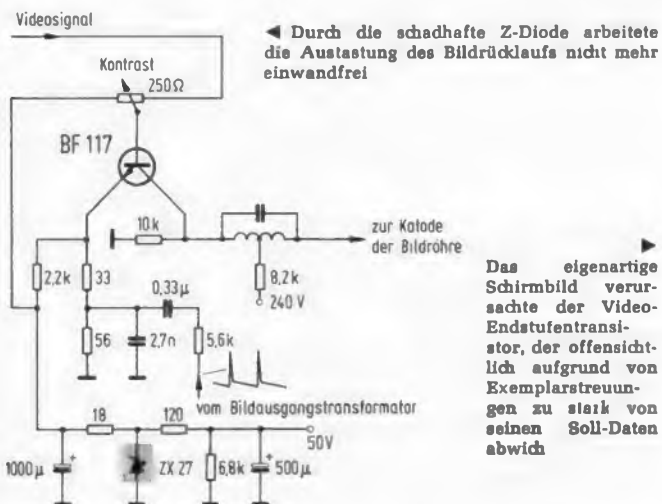 Videosignal
◀ Durch die schadhafte Z-Diode arbeitete
die Austastung des Bildrücklaufs nicht mehr
einwandfrei
Kontrast
250Ω
BF 117
10k
zur Katode
der Bildröhre
2,2k
33
0,33µ
8,2k
240 V
56
2,7n
5,6k
vom Bildausgangstransformator
18
120
50V
1000µ
+
ZX 27
6,8k
+
500µ
▶
Das eigenartige
Schirmbild verur-
sachte der Video-
Endstufentransi-
stor, der offensicht-
lich aufgrund von
Exemplarstreuun-
gen zu stark von
seinen Soll-Daten
abwich